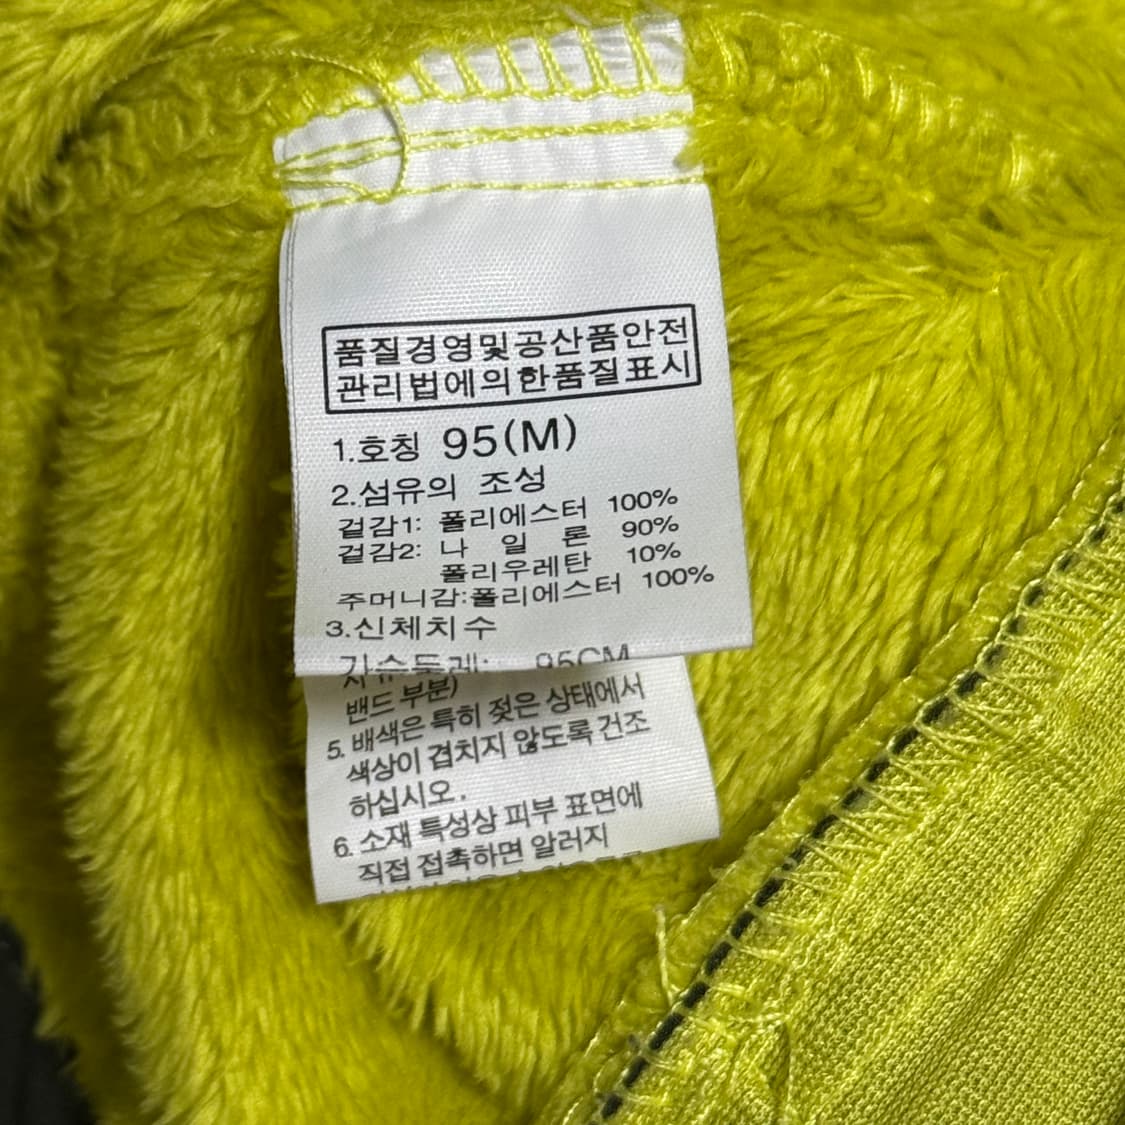 품질경영및공산품안전
관리법에의한품질표시
1.호칭 95(M)
2.섬유의 조성
겉감1: 폴리에스터 100%
겉감2: 나 일 론 90%
폴리우레탄 10%
주머니감:폴리에스터 100%
3.신체치수
가슴둘레: 95CM
밴드 부분)
5. 배색은 특히 젖은 상태에서
색상이 겹치지 않도록 건조
하십시오.
6. 소재 특성상 피부 표면에
직접 접촉하면 알러지